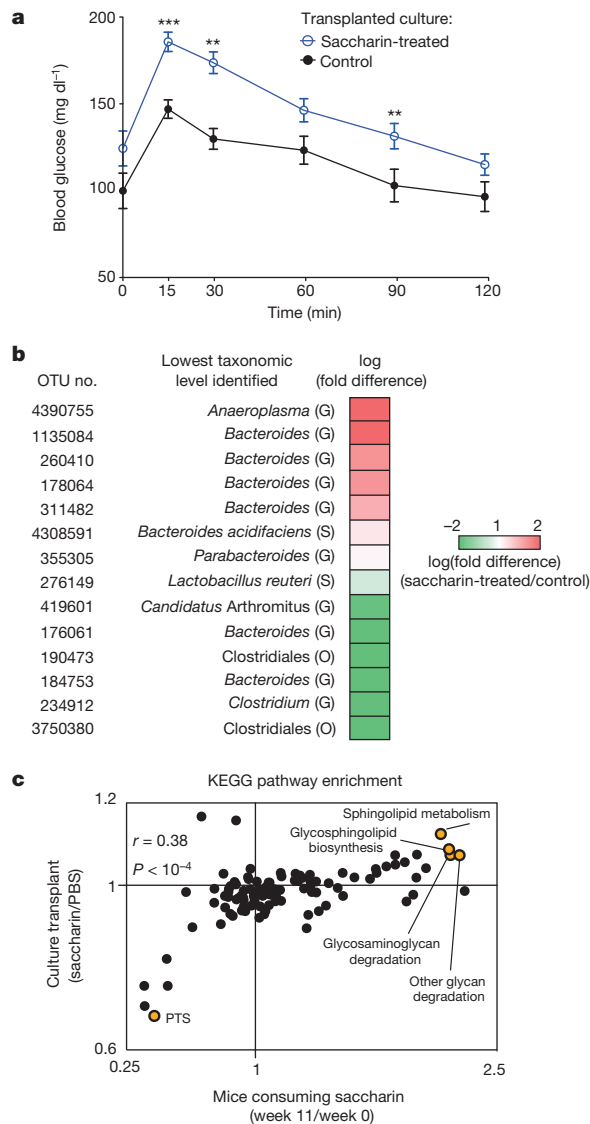 a
Transplanted culture:
Saccharin-treated
Control
***
**
**
200
150
100
50
Blood glucose (mg dl⁻¹)
0 15 30 60 90 120
Time (min)
b
OTU no. Lowest taxonomic level identified log (fold difference)
4390755 Anaeroplasma (G)
1135084 Bacteroides (G)
260410 Bacteroides (G)
178064 Bacteroides (G)
311482 Bacteroides (G)
4308591 Bacteroides acidifaciens (S)
355305 Parabacteroides (G)
276149 Lactobacillus reuteri (S)
419601 Candidatus Arthromitus (G)
176061 Bacteroides (G)
190473 Clostridiales (O)
184753 Bacteroides (G)
234912 Clostridium (G)
3750380 Clostridiales (O)
−2 1 2
log(fold difference)
(saccharin-treated/control)
c
KEGG pathway enrichment
1.2
1
0.6
Culture transplant
(saccharin/PBS)
r = 0.38
P < 10⁻⁴
Sphingolipid metabolism
Glycosphingolipid
biosynthesis
Glycosaminoglycan
degradation
Other glycan
degradation
PTS
0.25 1 2.5
Mice consuming saccharin
(week 11/week 0)